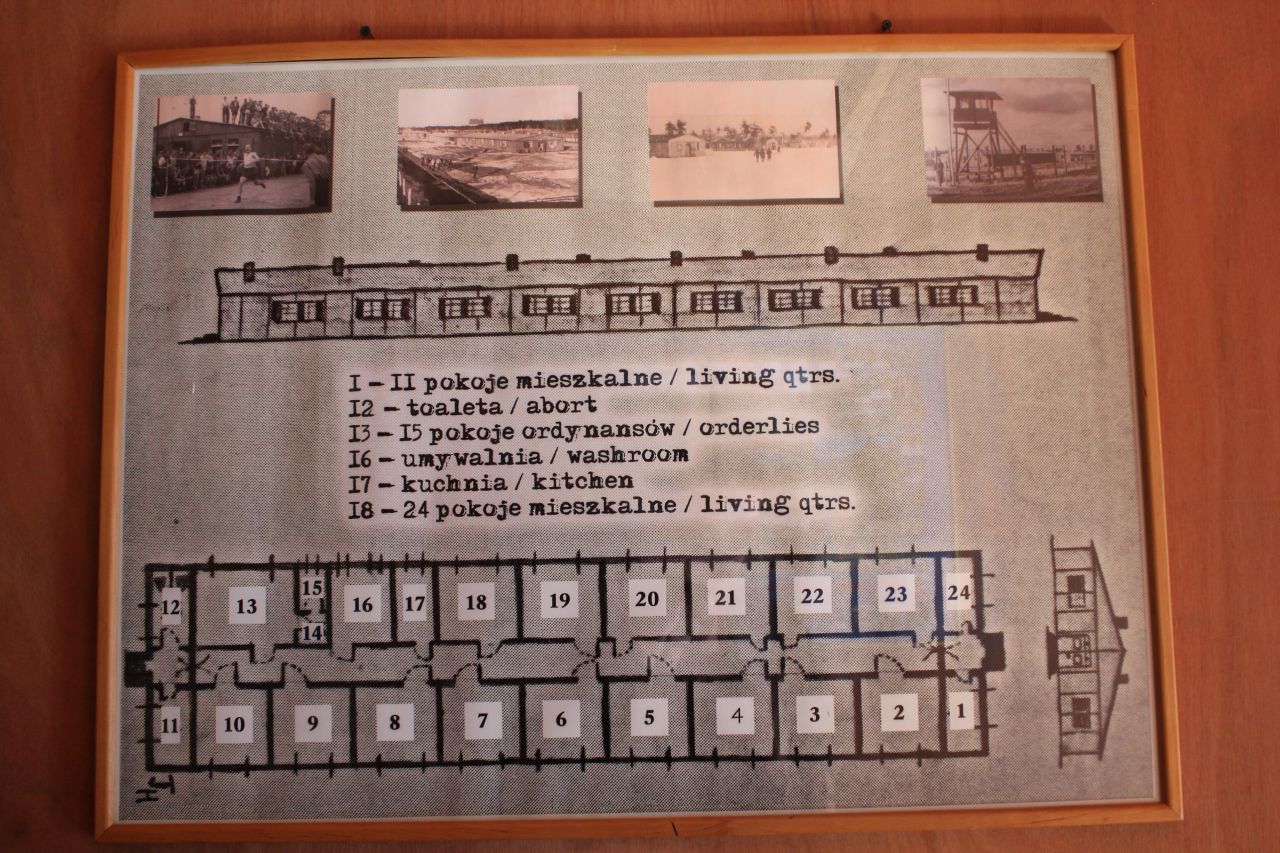 I – II pokoje mieszkalne / living qtrs.
I2 – toaleta / abort
I3 – I5 pokoje ordynansów / orderlies
I6 – umywalnia / washroom
I7 – kuchnia / kitchen
I8 – 24 pokoje mieszkalne / living qtrs.
12 13 15 14 16 17 18 19 20 21 22 23 24
11 10 9 8 7 6 5 4 3 2 1